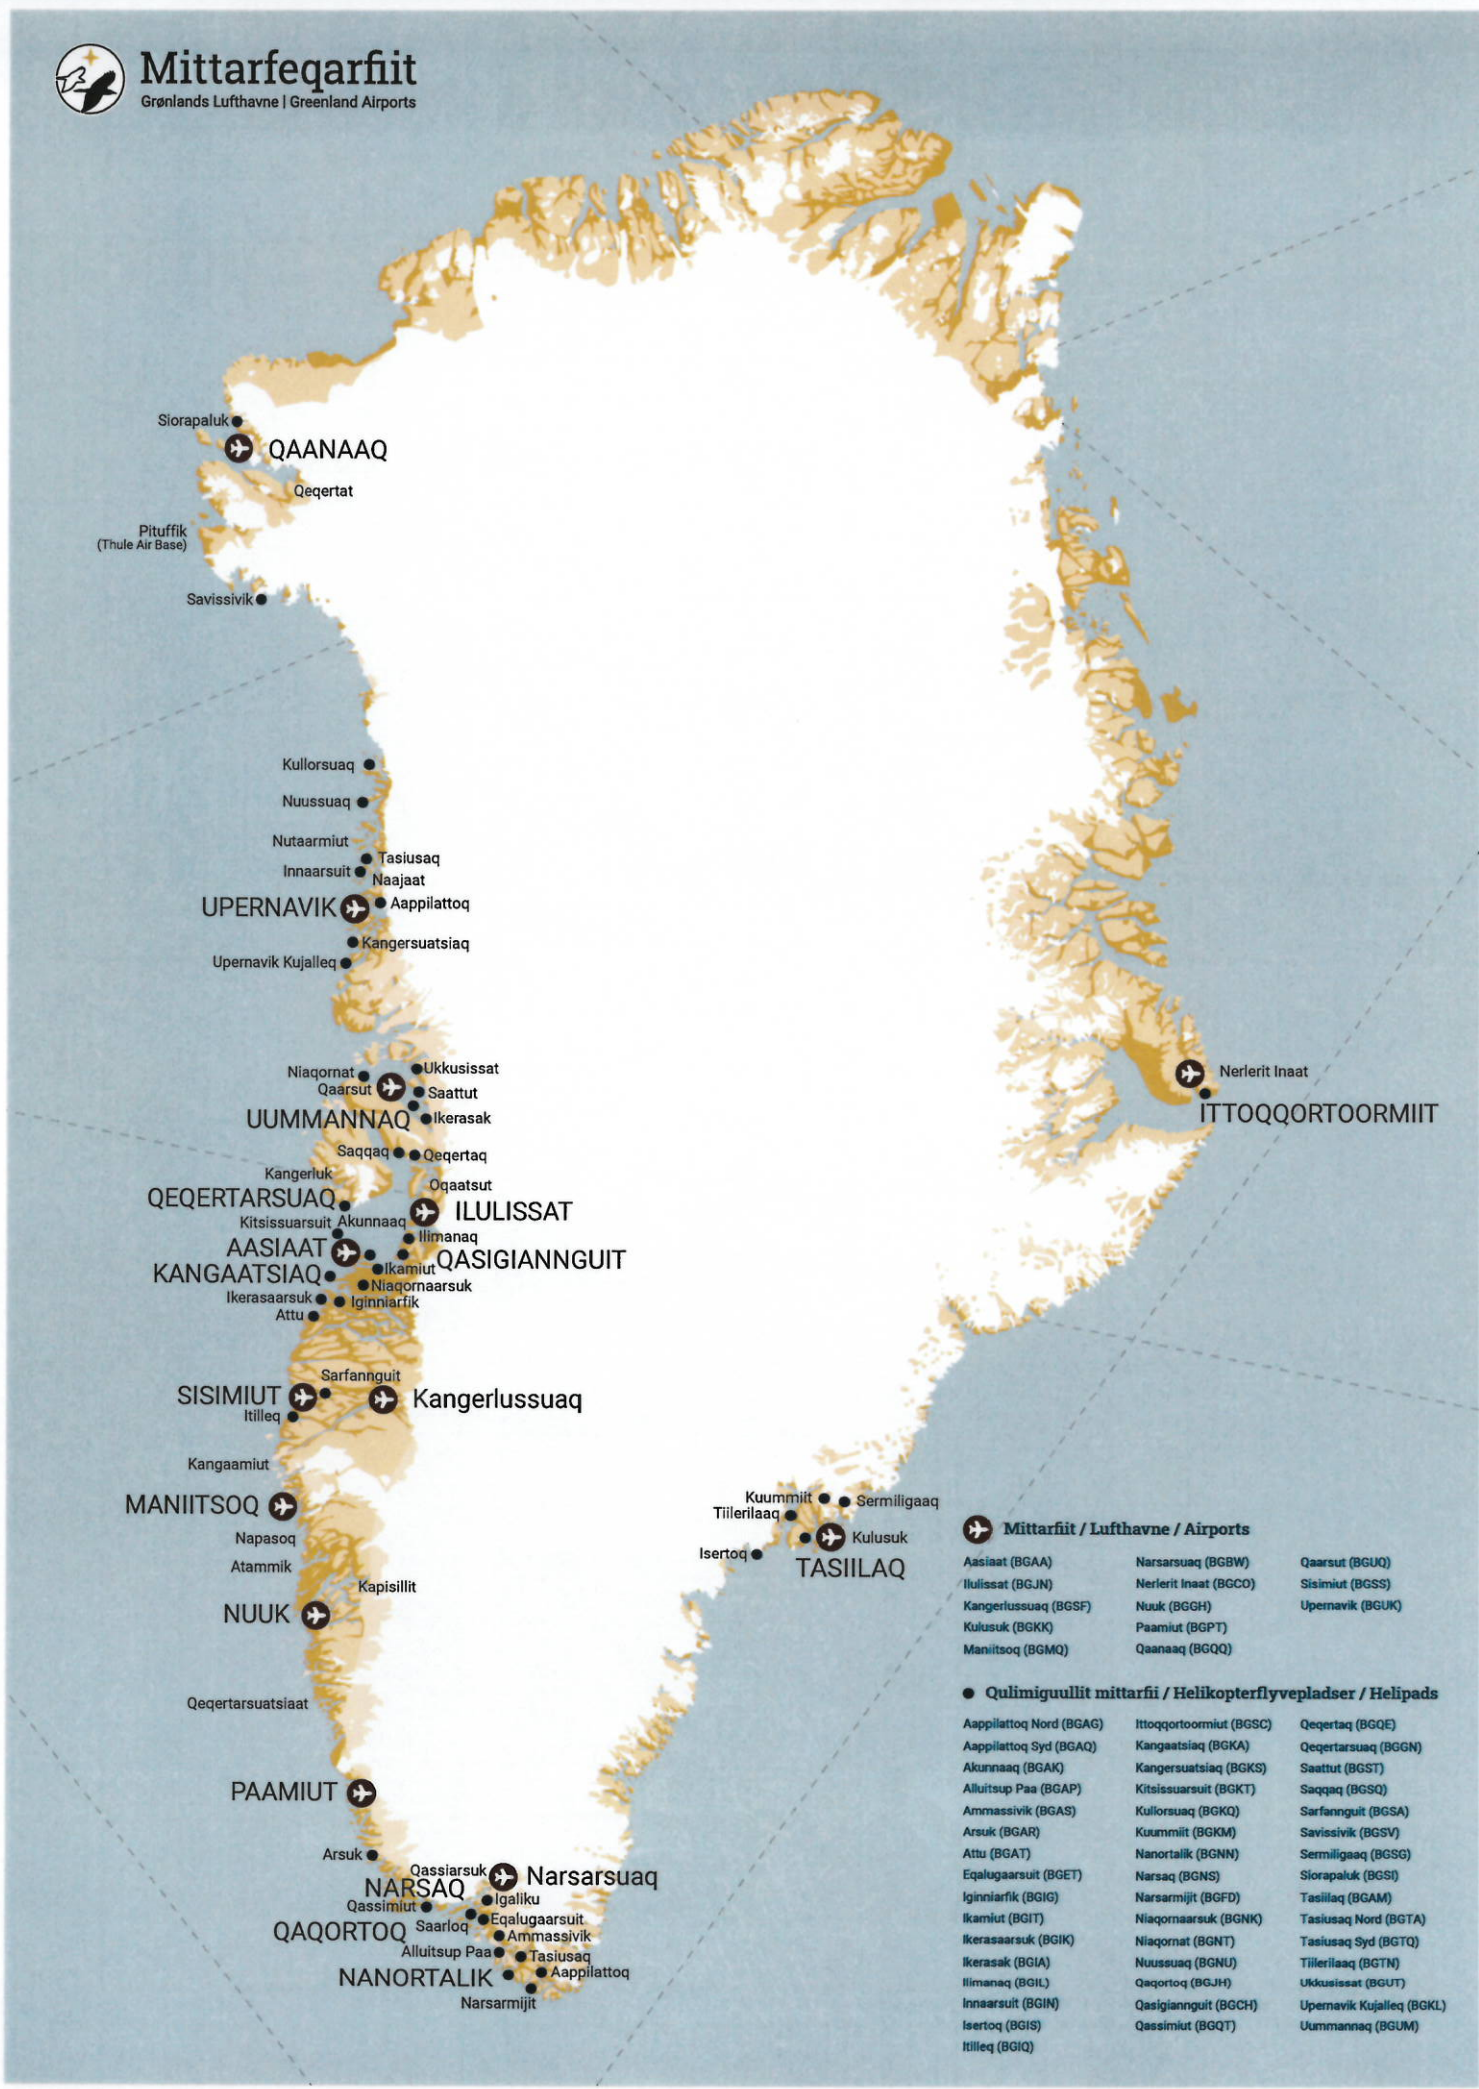 Mittarfeqarfiit
Grønlands Lufthavne | Greenland Airports
Siorapaluk
QAANAAQ
Qeqertat
Pituffik
(Thule Air Base)
Savissivik
Kullorsuaq
Nuussuaq
Nutaarmiut
Tasiusaq
Innaarsuit
Naajaat
UPERNAVIK
Aappilattoq
Kangersuatsiaq
Upernavik Kujalleq
Ukkusissat
Niaqornat
Qaarsut
Saattut
UUMMANNAQ
Ikerasak
Saqqaq
Qeqertaq
Kangerluk
Oqaatsut
QEQERTARSUAQ
ILULISSAT
Kitsissuarsuit
Akunnaaq
Ilimanaq
AASIAAT
QASIGIANNGUIT
Ikamiut
KANGAATSIAQ
Niaqornaarsuk
Ikerasaarsuk
Iginniarfik
Attu
Sarfannguit
SISIMIUT
Kangerlussuaq
Itilleq
Kangaamiut
MANIITSOQ
Napasoq
Atammik
Kapisillit
NUUK
Qeqertarsuatsiaat
PAAMIUT
Arsuk
Qassiarsuk
Narsarsuaq
NARSAQ
Igaliku
Qassimiut
Eqalugaarsuit
Saarloq
QAQORTOQ
Ammassivik
Alluitsup Paa
Tasiusaq
Aappilattoq
NANORTALIK
Narsarmijit
Nerlerit Inaat
ITTOQQORTOORMIIT
Kuummiit
Sermiligaaq
Tiilerilaaq
Kulusuk
Isertoq
TASIILAQ
Mittarfiit / Lufthavne / Airports
Aasiaat (BGAA)
Ilulissat (BGJN)
Kangerlussuaq (BGSF)
Kulusuk (BGKK)
Maniitsoq (BGMQ)
Narsarsuaq (BGBW)
Nerlerit Inaat (BGCO)
Nuuk (BGGH)
Paamiut (BGPT)
Qaanaaq (BGQQ)
Qaarsut (BGUQ)
Sisimiut (BGSS)
Upernavik (BGUK)
Qulimiguullit mittarfii / Helikopterflyvepladser / Helipads
Aappilattoq Nord (BGAG)
Aappilattoq Syd (BGAQ)
Akunnaaq (BGAK)
Alluitsup Paa (BGAP)
Ammassivik (BGAS)
Arsuk (BGAR)
Attu (BGAT)
Eqalugaarsuit (BGET)
Iginniarfik (BGIG)
Ikamiut (BGIT)
Ikerasaarsuk (BGIK)
Ikerasak (BGIA)
Ilimanaq (BGIL)
Innaarsuit (BGIN)
Isertoq (BGIS)
Itilleq (BGIQ)
Ittoqqortoormiut (BGSC)
Kangaatsiaq (BGKA)
Kangersuatsiaq (BGKS)
Kitsissuarsuit (BGKT)
Kullorsuaq (BGKQ)
Kuummiit (BGKM)
Nanortalik (BGNN)
Narsaq (BGNS)
Narsarmijit (BGFD)
Niaqornaarsuk (BGNK)
Niaqornat (BGNT)
Nuussuaq (BGNU)
Qaqortoq (BGJH)
Qasigiannguit (BGCH)
Qassimiut (BGQT)
Qeqertaq (BGQE)
Qeqertarsuaq (BGGN)
Saattut (BGST)
Saqqaq (BGSQ)
Sarfannguit (BGSA)
Savissivik (BGSV)
Sermiligaaq (BGSG)
Siorapaluk (BGSI)
Tasiilaq (BGAM)
Tasiusaq Nord (BGTA)
Tasiusaq Syd (BGTQ)
Tiilerilaaq (BGTN)
Ukkusissat (BGUT)
Upernavik Kujalleq (BGKL)
Uummannaq (BGUM)